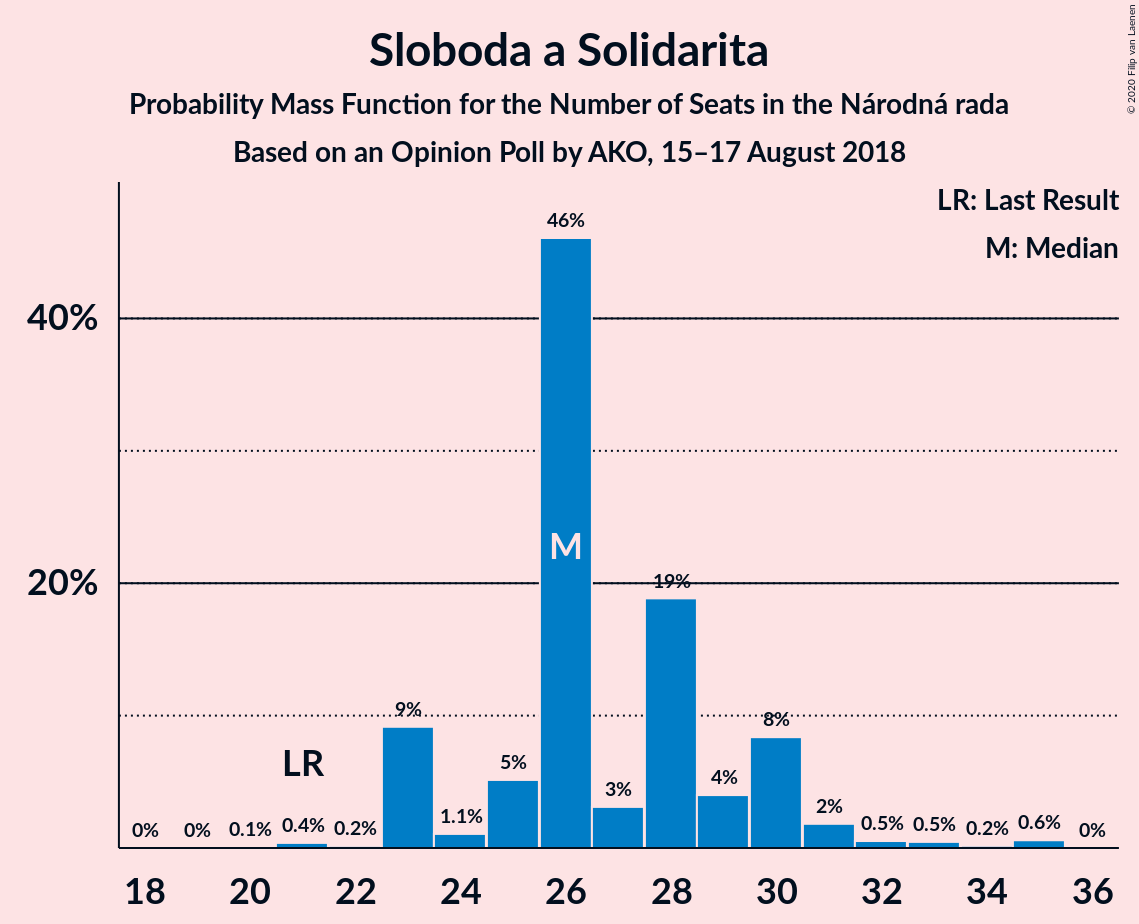 Sloboda a Solidarita
Probability Mass Function for the Number of Seats in the Národná rada
Based on an Opinion Poll by AKO, 15–17 August 2018
© 2020 Filip van Laenen
LR: Last Result
M: Median
40%
20%
0%
0%
0.1%
0.4%
0.2%
9%
1.1%
5%
46%
3%
19%
4%
8%
2%
0.5%
0.5%
0.2%
0.6%
0%
LR
M
18 20 22 24 26 28 30 32 34 36